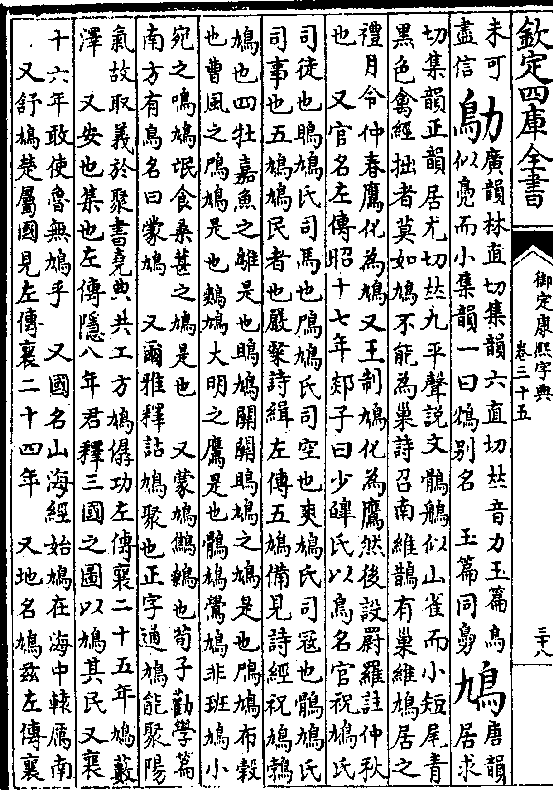 欽定四庫全書
御定康熙字典
卷三十五
三十八
未可
盡信
鳨
廣韻林直切集韻六直切𠀤音力玉篇鳥
似鳧而小集韻一曰鳭别名 玉篇同
鳩
唐韻
居求
切集韻正韻居尤切𠀤九平聲說文鶻鵃似山雀而小短尾青
黑色禽經拙者莫如鳩不能為巢詩召南維鵲有巢維鳩居之
禮月令仲春鷹化為鳩又王制鳩化為鷹然後設罻羅註仲秋
也 又官名左傳昭十七年郯子曰少皥氏以鳥名官祝鳩氏
司徒也鴡鳩氏司馬也鳲鳩氏司空也爽鳩氏司冦也鶻鳩氏
司事也五鳩鳩民者也嚴粲詩緝左傳五鳩備見詩經祝鳩鵓
鳩也四牡嘉魚之鵻是也鴡鳩關關鴡鳩之鳩是也鳲鳩布穀
也曹風之鳲鳩是也鷞鳩大明之鷹是也鶻鳩鶯鳩非班鳩小
宛之鳴鳩氓食桑葚之鳩是也 又蒙鳩鷦鷯也荀子勸學篇
南方有鳥名曰蒙鳩 又爾雅釋詁鳩聚也正字通鳩能聚陽
氣故取義於聚書堯典共工方鳩僝功左傳襄二十五年鳩藪
澤 又安也集也左傳隱八年君釋三國之圖以鳩其民又襄
十六年敢使魯無鳩乎 又國名山海經始鳩在海中轅厲南
又舒鳩楚屬國見左傳襄二十四年 又地名鳩兹左傳襄